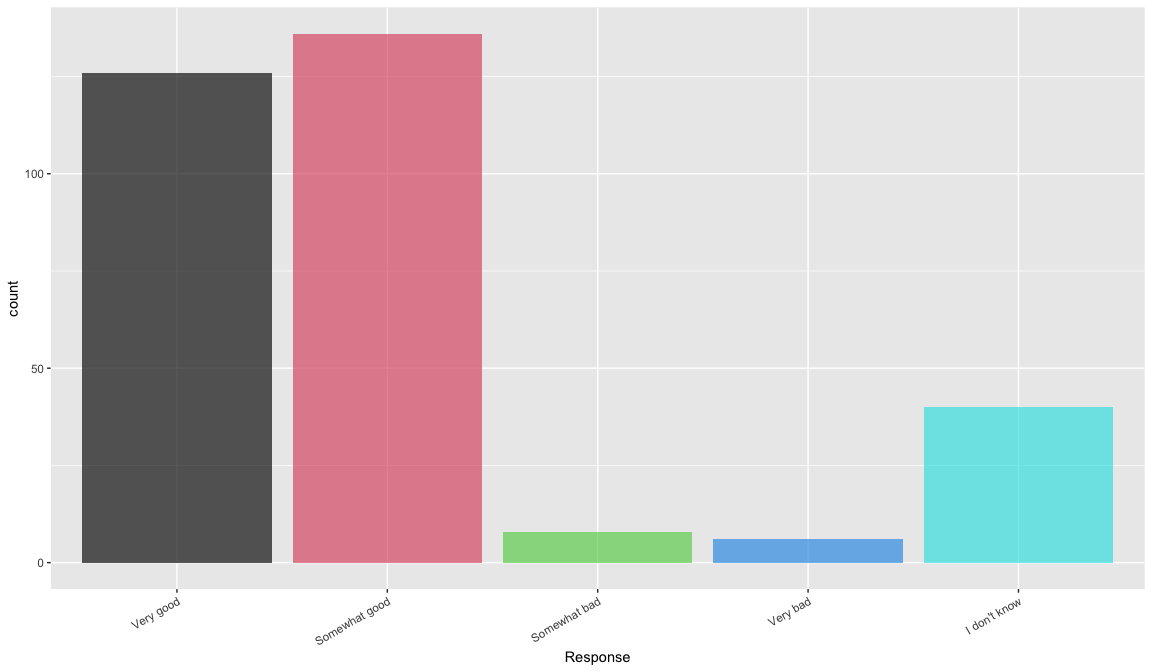 count
100
50
0
Very good
Somewhat good
Somewhat bad
Very bad
I don't know
Response